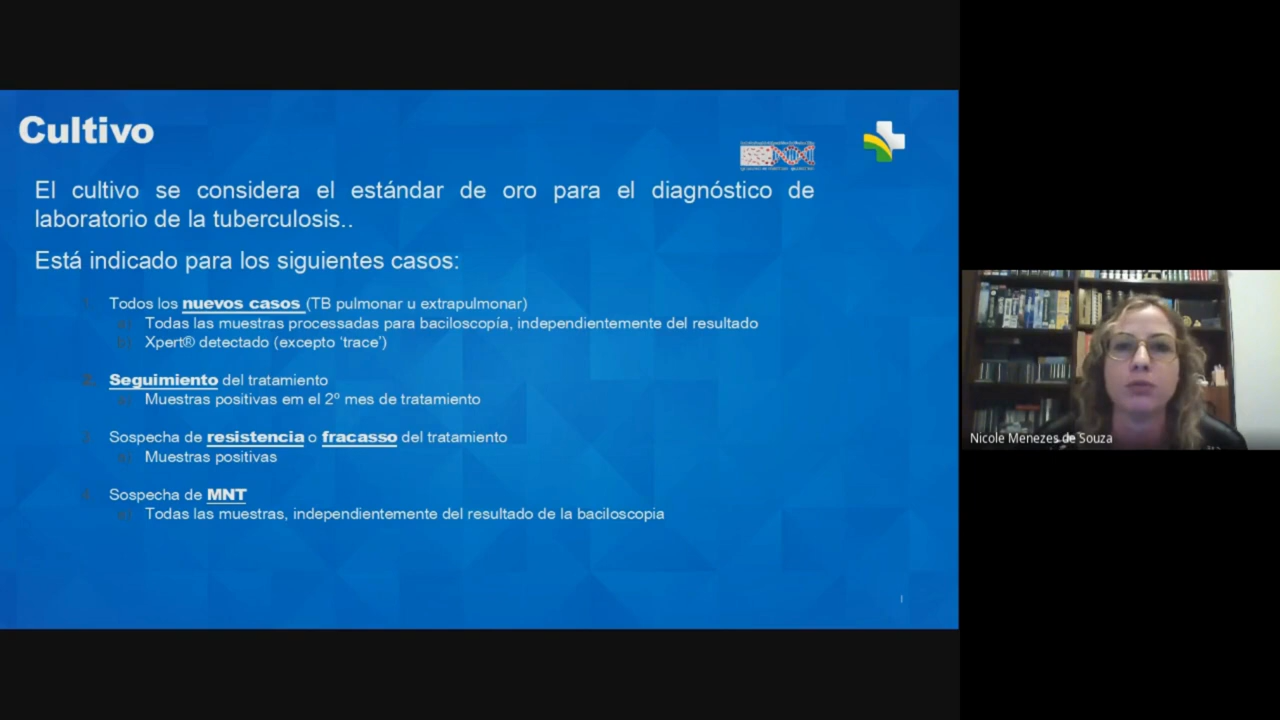 Cultivo
El cultivo se considera el estándar de oro para el diagnóstico de
laboratorio de la tuberculosis..
Está indicado para los siguientes casos:
1. Todos los nuevos casos (TB pulmonar u extrapulmonar)
a) Todas las muestras processadas para baciloscopía, independientemente del resultado
b) Xpert® detectado (excepto ‘trace’)
Seguimiento del tratamiento
a) Muestras positivas em el 2º mes de tratamiento
Sospecha de resistencia o fracasso del tratamiento
a) Muestras positivas
Sospecha de MNT
a) Todas las muestras, independientemente del resultado de la baciloscopia
Nicole Menezes de Souza